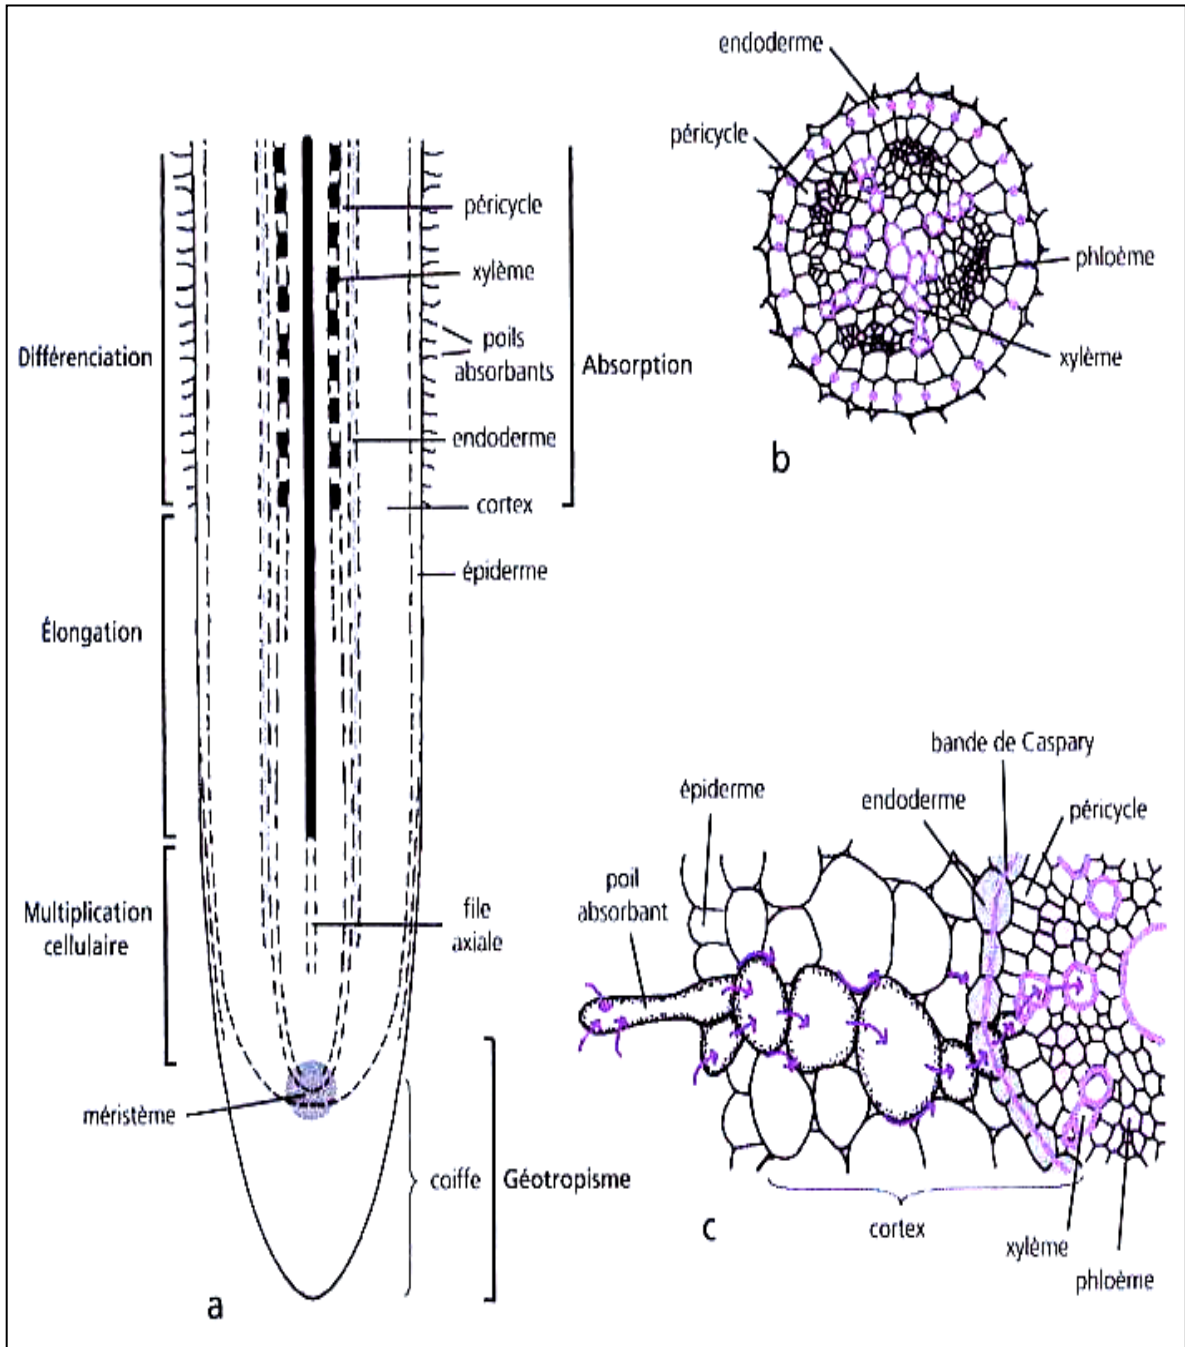 péricycle
xylème
poils
absorbants
endoderme
cortex
épiderme
Différenciation
Absorption
Élongation
Multiplication
cellulaire
file
axiale
méristème
coiffe
Géotropisme
a
endoderme
péricycle
phloème
xylème
b
bande de Caspary
épiderme
endoderme
péricycle
poil
absorbant
cortex
xylème
phloème
c